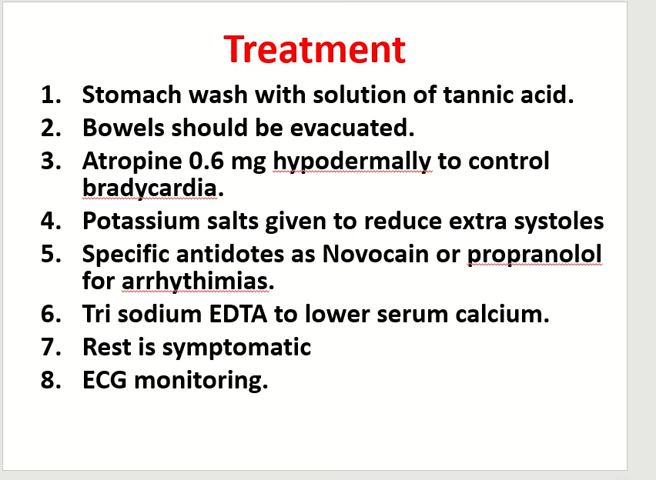 Treatment
1. Stomach wash with solution of tannic acid.
2. Bowels should be evacuated.
3. Atropine 0.6 mg hypodermally to control
bradycardia.
4. Potassium salts given to reduce extra systoles
5. Specific antidotes as Novocain or propranolol
for arrhythimias.
6. Tri sodium EDTA to lower serum calcium.
7. Rest is symptomatic
8. ECG monitoring.